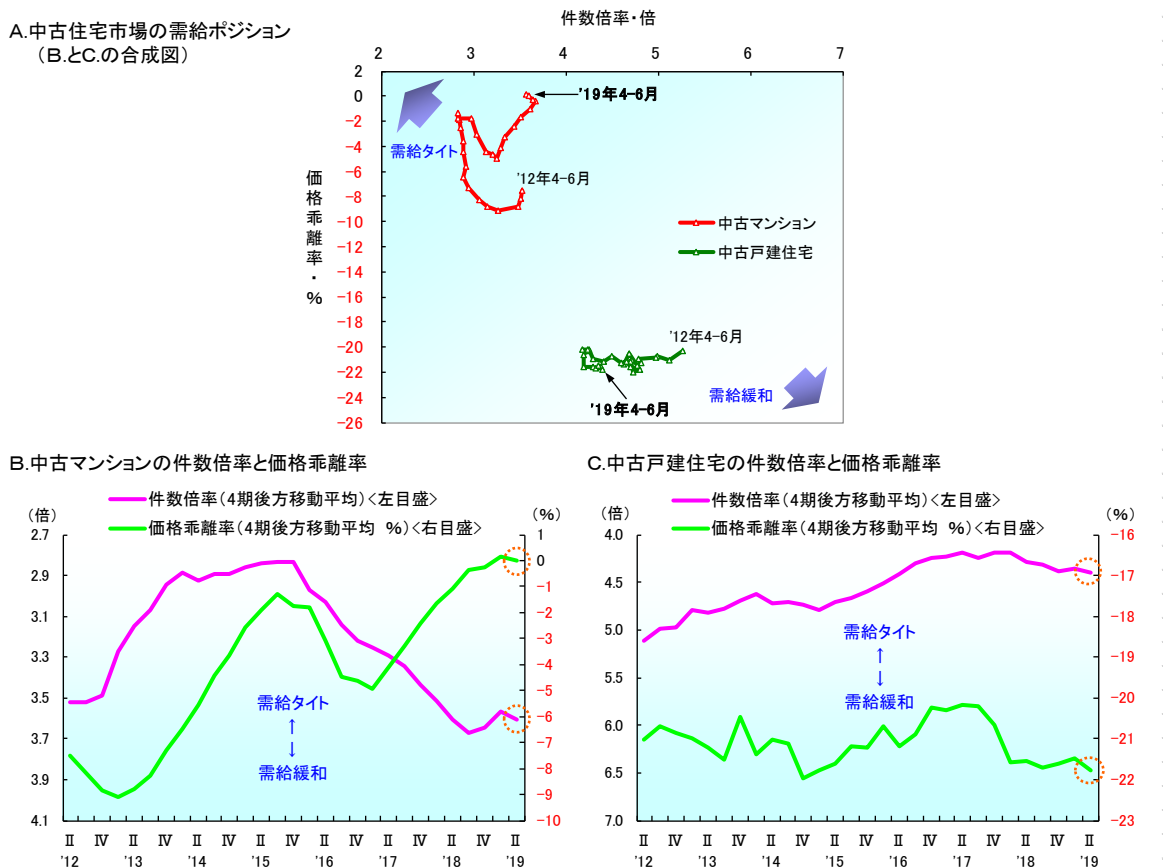 A.中古住宅市場の需給ポジション
(B.とC.の合成図)
件数倍率・倍
2 3 4 5 6 7
2
0
-2
-4
-6
-8
-10
-12
-14
-16
-18
-20
-22
-24
-26
価格乖離率・%
'19年4-6月
需給タイト
'12年4-6月
中古マンション
中古戸建住宅
'12年4-6月
需給緩和
'19年4-6月
B.中古マンションの件数倍率と価格乖離率
件数倍率(4期後方移動平均)<左目盛>
価格乖離率(4期後方移動平均 %)<右目盛>
(倍)
(%)
2.7
2.9
3.1
3.3
3.5
3.7
3.9
4.1
1
0
-1
-2
-3
-4
-5
-6
-7
-8
-9
-10
需給タイト
↑
↓
需給緩和
Ⅱ Ⅳ Ⅱ Ⅳ Ⅱ Ⅳ Ⅱ Ⅳ Ⅱ Ⅳ Ⅱ Ⅳ Ⅱ Ⅳ Ⅱ
'12 '13 '14 '15 '16 '17 '18 '19
C.中古戸建住宅の件数倍率と価格乖離率
件数倍率(4期後方移動平均)<左目盛>
価格乖離率(4期後方移動平均 %)<右目盛>
(倍)
(%)
4.0
4.5
5.0
5.5
6.0
6.5
7.0
-16
-17
-18
-19
-20
-21
-22
-23
需給タイト
↑
↓
需給緩和
Ⅱ Ⅳ Ⅱ Ⅳ Ⅱ Ⅳ Ⅱ Ⅳ Ⅱ Ⅳ Ⅱ Ⅳ Ⅱ Ⅳ Ⅱ
'12 '13 '14 '15 '16 '17 '18 '19